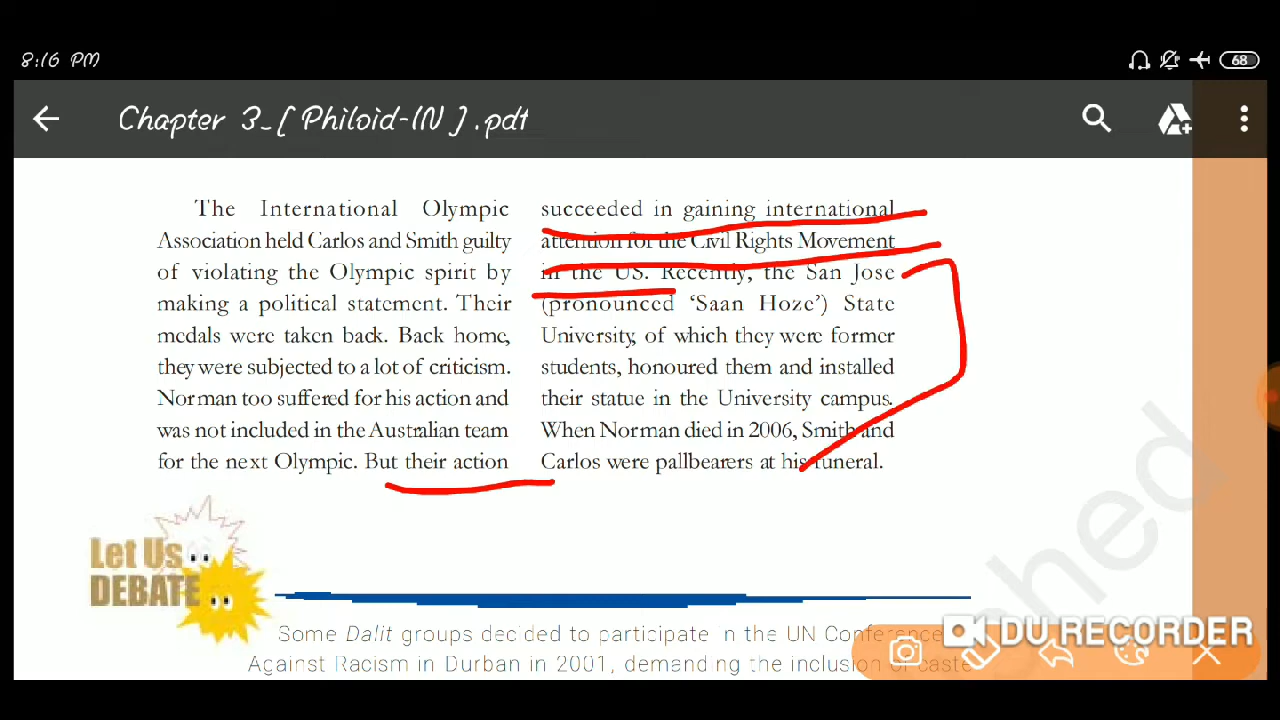 8:16 PM
68
Chapter 3_[Philoid-IN].pdf
The International Olympic
Association held Carlos and Smith guilty
of violating the Olympic spirit by
making a political statement. Their
medals were taken back. Back home,
they were subjected to a lot of criticism.
Norman too suffered for his action and
was not included in the Australian team
for the next Olympic. But their action
succeeded in gaining international
attention for the Civil Rights Movement
in the US. Recently, the San Jose
(pronounced ‘Saan Hoze’) State
University, of which they were former
students, honoured them and installed
their statue in the University campus.
When Norman died in 2006, Smith and
Carlos were pallbearers at his funeral.
Let Us
DEBATE
Some Dalit groups decided to participate in the UN Conference
Against Racism in Durban in 2001, demanding the inclusion of caste
shed
DU RECORDER